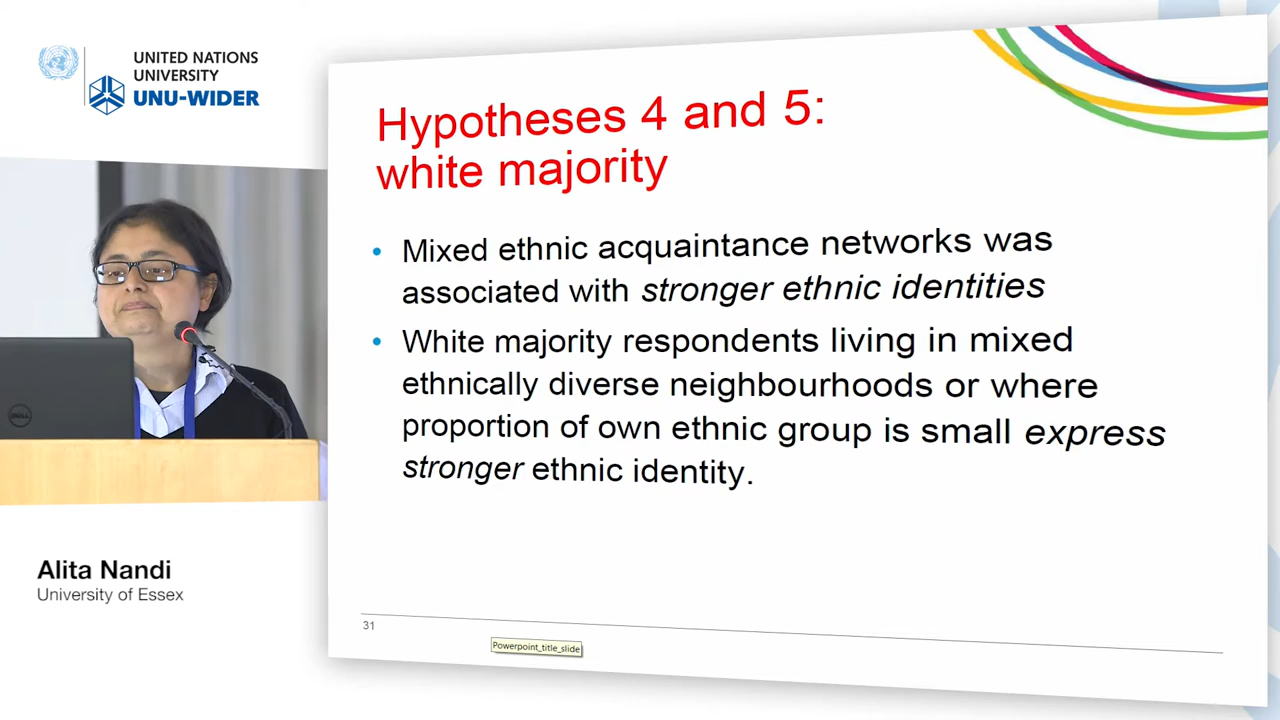 UNITED NATIONS
UNIVERSITY
UNU-WIDER
Hypotheses 4 and 5:
white majority
• Mixed ethnic acquaintance networks was
associated with stronger ethnic identities
• White majority respondents living in mixed
ethnically diverse neighbourhoods or where
proportion of own ethnic group is small express
stronger ethnic identity.
DELL
Alita Nandi
University of Essex
31
Powerpoint_title_slide